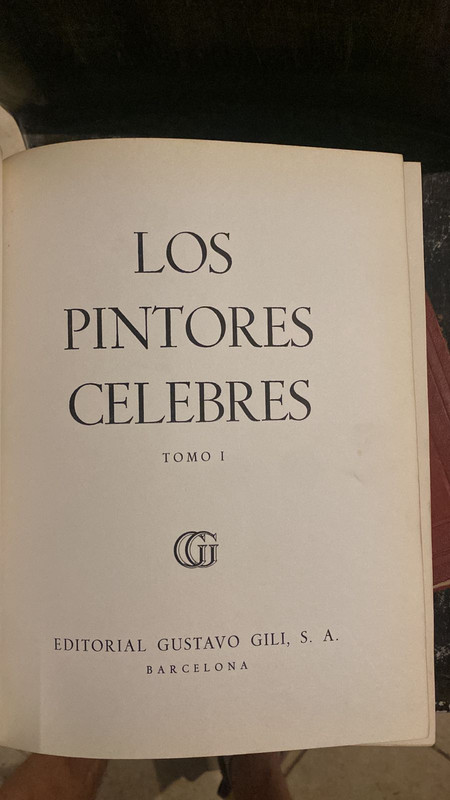 LOS
PINTORES
CELEBRES
TOMO I
GG
EDITORIAL GUSTAVO GILI, S. A.
BARCELONA